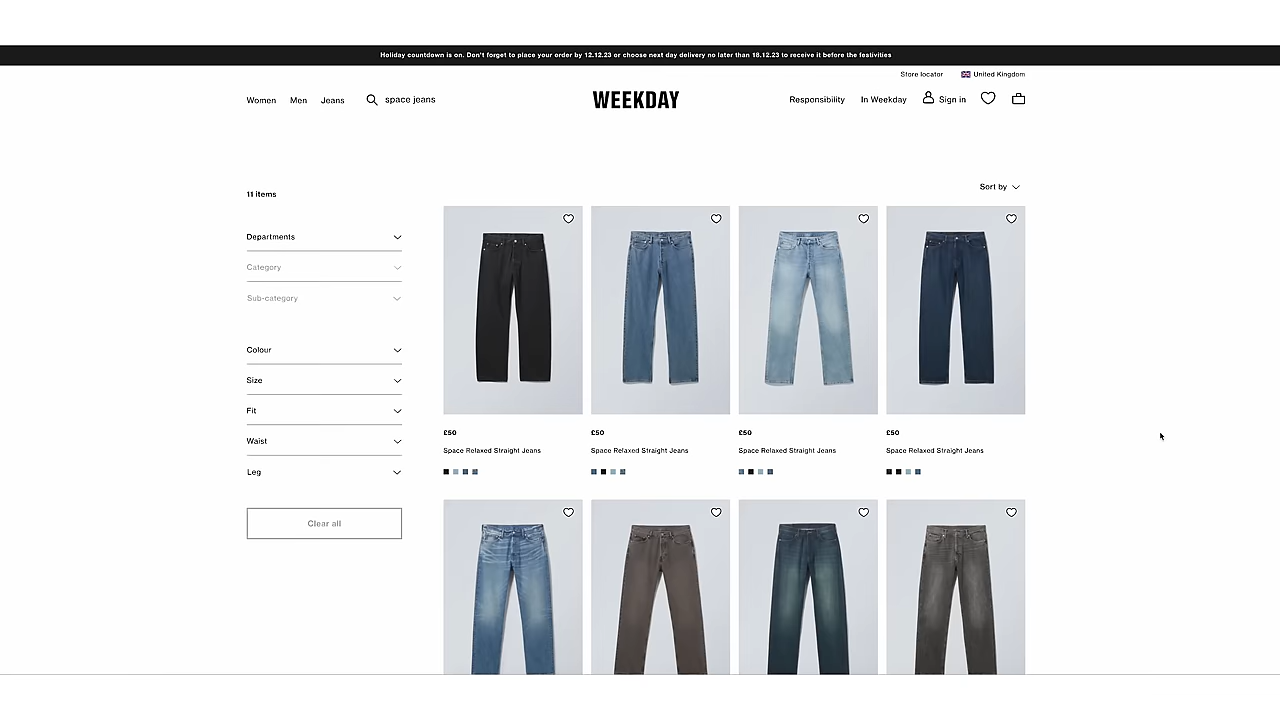 Holiday countdown is on. Don't forget to place your order by 12.12.23 or choose next day delivery no later than 18.12.23 to receive it before the festivities
Store locator United Kingdom
Women Men Jeans space jeans WEEKDAY Responsibility In Weekday Sign in
11 items
Sort by
Departments
Category
Sub-category
Colour
Size
Fit
Waist
Leg
Clear all
£50 £50 £50 £50
Space Relaxed Straight Jeans Space Relaxed Straight Jeans Space Relaxed Straight Jeans Space Relaxed Straight Jeans